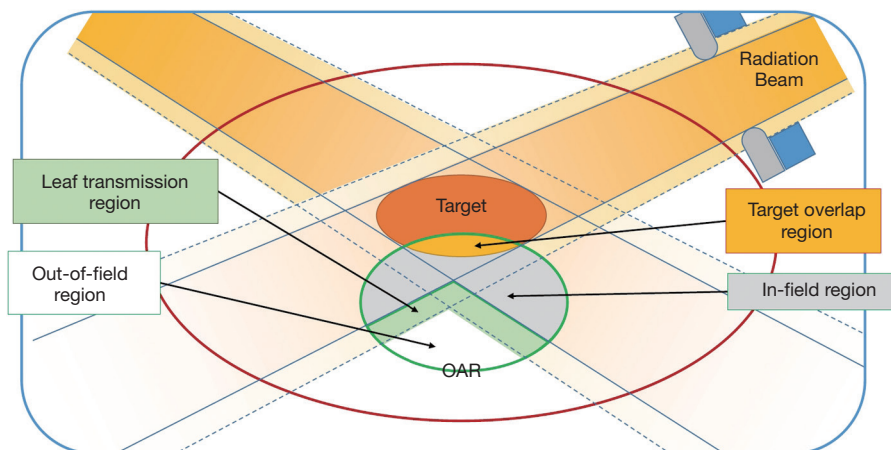 Radiation
Beam
Leaf transmission
region
Target
Target overlap
region
Out-of-field
region
In-field region
OAR